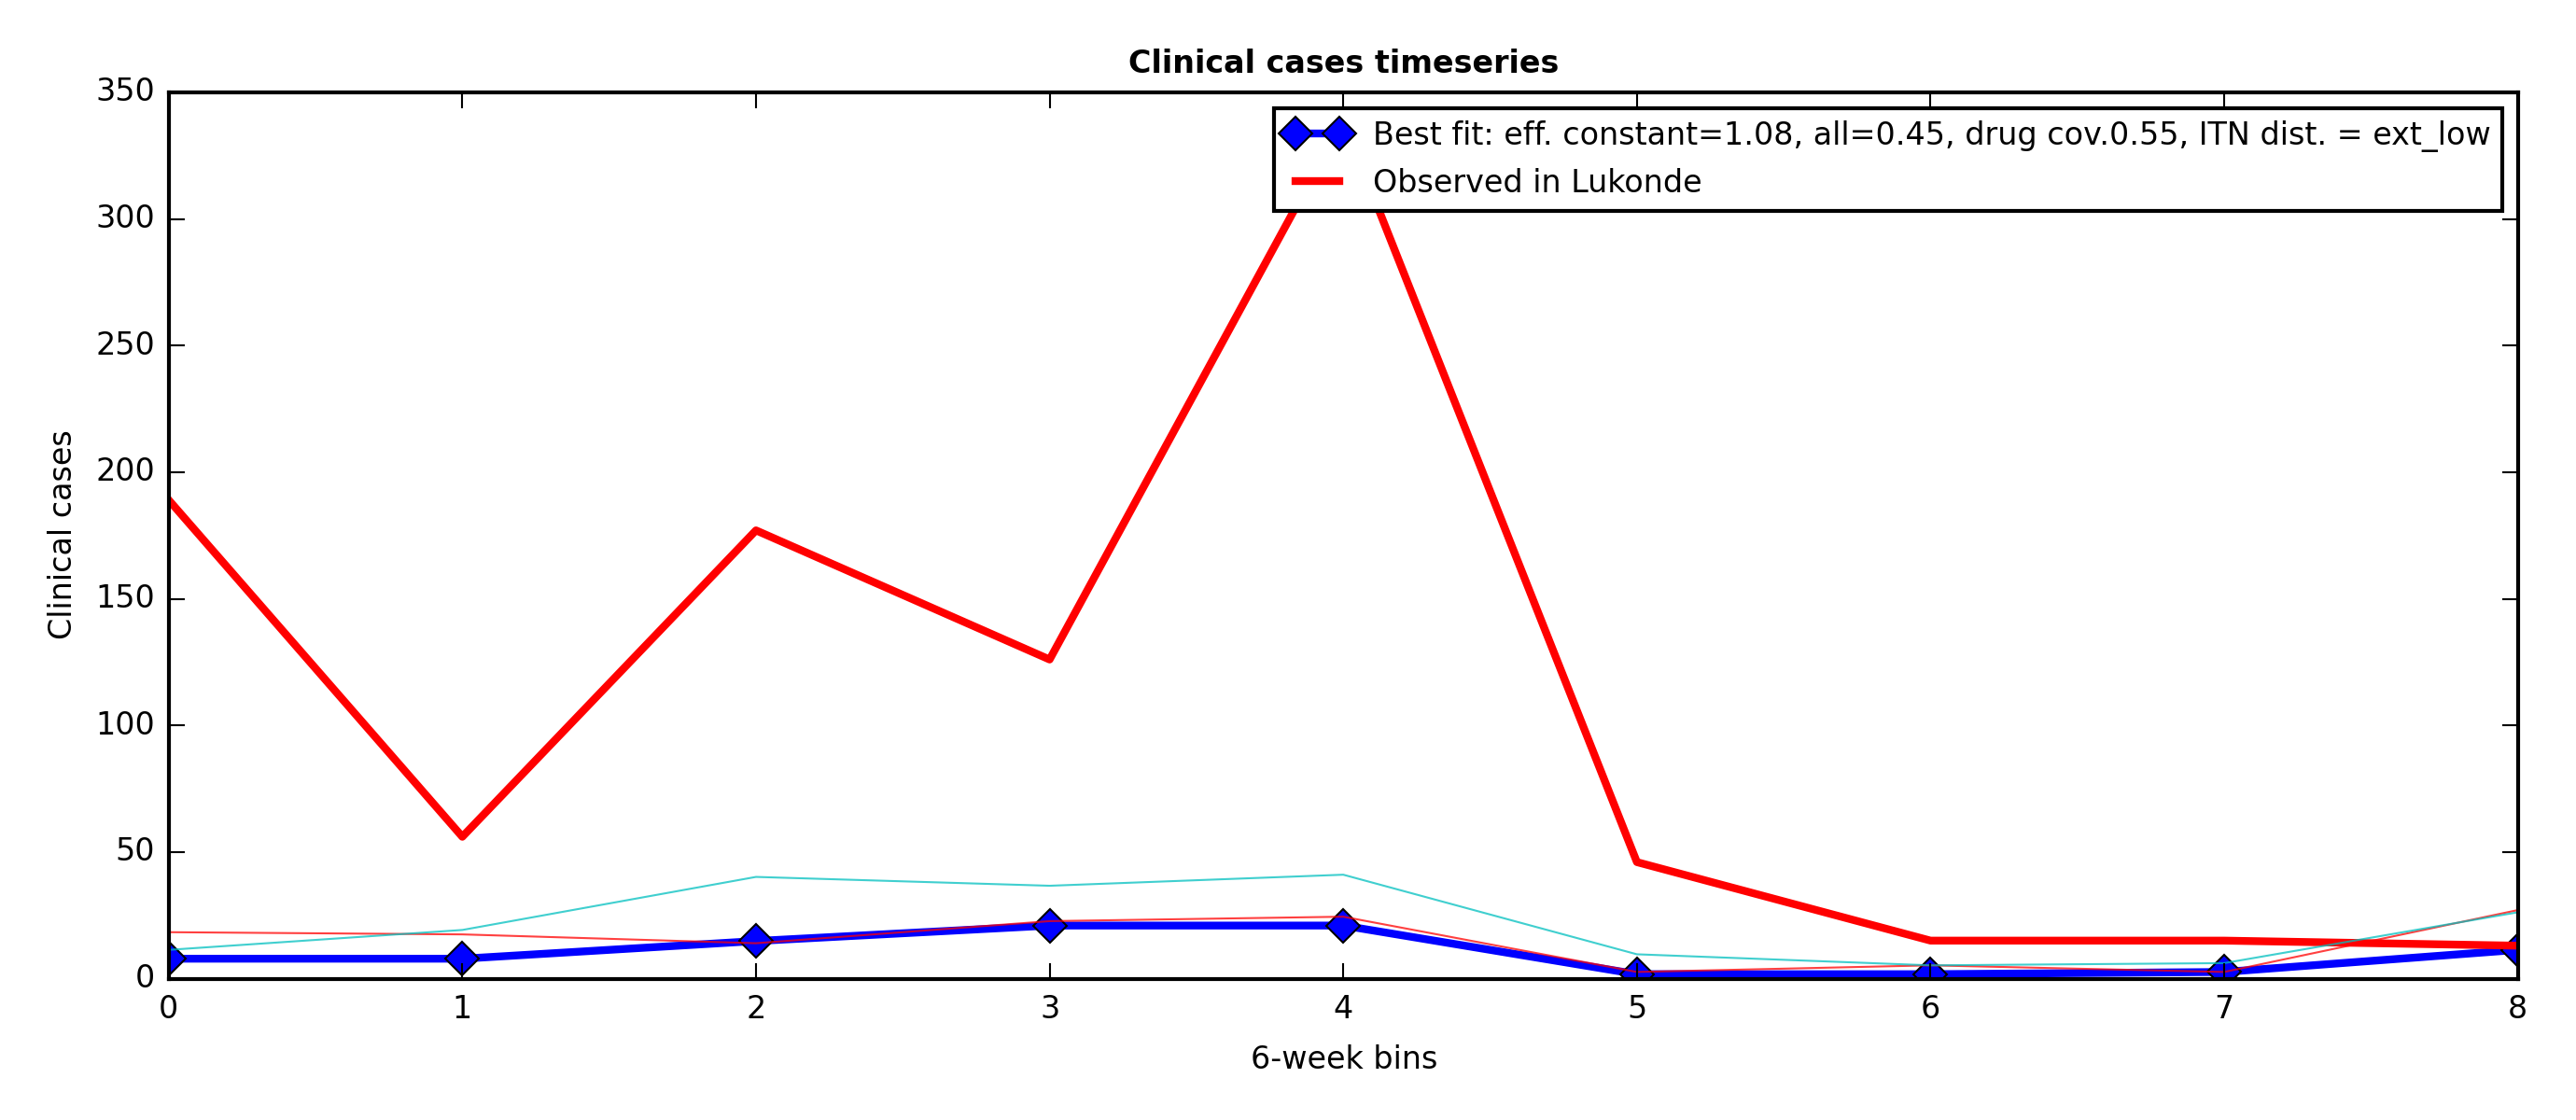 Clinical cases timeseries
350
300
250
200
150
100
50
0
Clinical cases
Best fit: eff. constant=1.08, all=0.45, drug cov.0.55, ITN dist. = ext_low
Observed in Lukonde
0 1 2 3 4 5 6 7 8
6-week bins